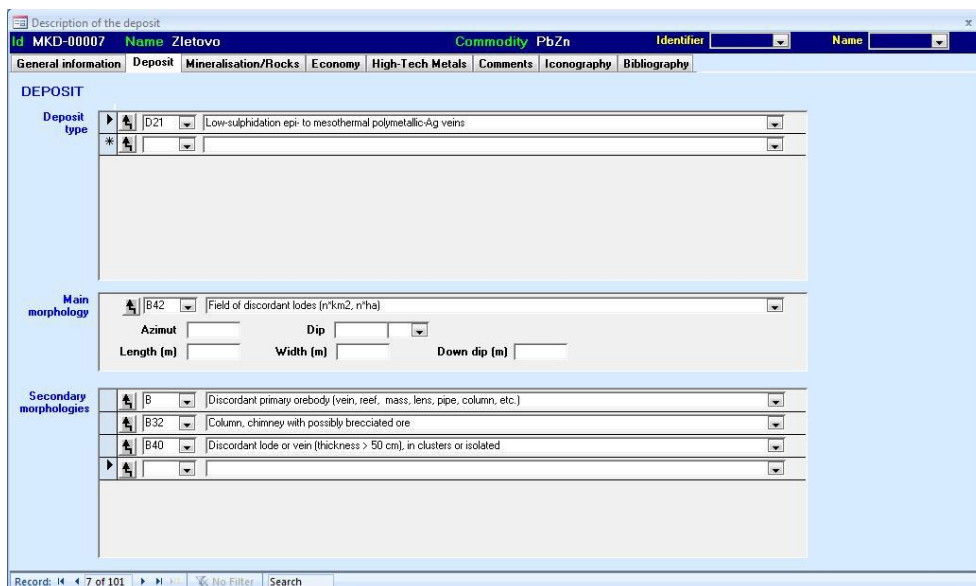 Description of the deposit x
Id MKD-00007 Name Zletovo Commodity PbZn Identifier Name
General information Deposit Mineralisation/Rocks Economy High-Tech Metals Comments Iconography Bibliography
DEPOSIT
Deposit type
D21 Low-sulphidation epi- to mesothermal polymetallic-Ag veins
*
Main morphology
B42 Field of discordant lodes (n*km2, n*ha)
Azimut Dip
Length (m) Width (m) Down dip (m)
Secondary morphologies
B Discordant primary orebody (vein, reef, mass, lens, pipe, column, etc.)
B32 Column, chimney with possibly brecciated ore
B40 Discordant lode or vein (thickness > 50 cm), in clusters or isolated
Record: 7 of 101 No Filter Search